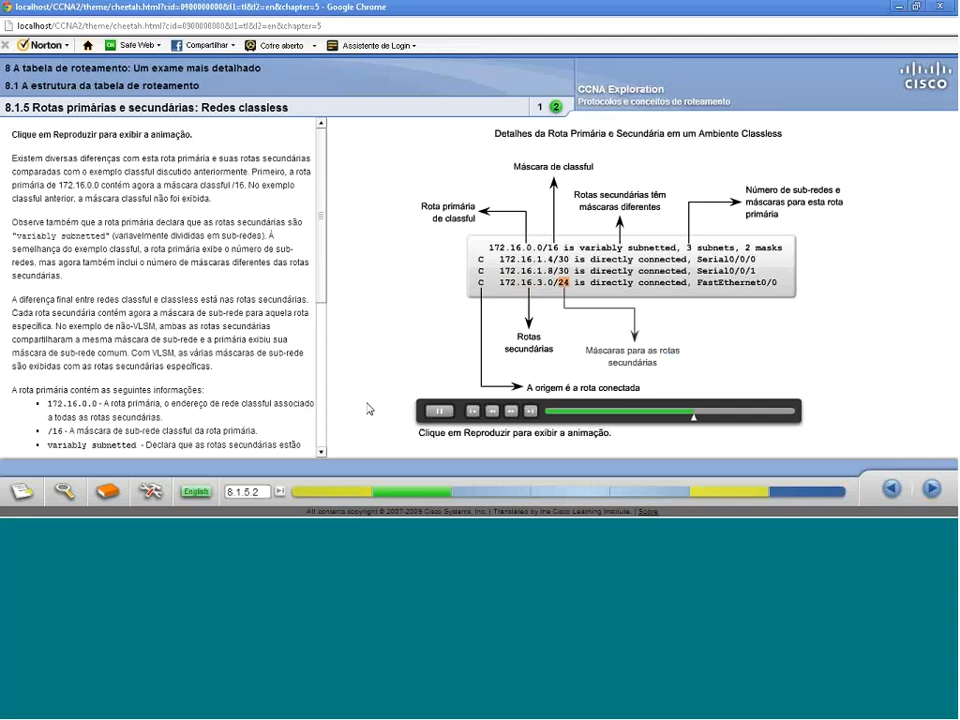 localhost/CCNA2/theme/cheetah.html?cid=0900000000&l1=tl&l2=en&chapter=5 - Google Chrome
localhost/CCNA2/theme/cheetah.html?cid=0900000000&l1=tl&l2=en&chapter=5
Norton
Safe Web
Compartilhar
Cofre aberto
Assistente de Login
8 A tabela de roteamento: Um exame mais detalhado
8.1 A estrutura da tabela de roteamento
8.1.5 Rotas primárias e secundárias: Redes classless
1 2
CCNA Exploration
Protocolos e conceitos de roteamento
CISCO
Clique em Reproduzir para exibir a animação.
Existem diversas diferenças com esta rota primária e suas rotas secundárias
comparadas com o exemplo classful discutido anteriormente. Primeiro, a rota
primária de 172.16.0.0 contém agora a máscara classful /16. No exemplo
classful anterior, a máscara classful não foi exibida.
Observe também que a rota primária declara que as rotas secundárias são
"variably subnetted" (variavelmente divididas em sub-redes). À
semelhança do exemplo classful, a rota primária exibe o número de sub-
redes, mas agora também inclui o número de máscaras diferentes das rotas
secundárias.
A diferença final entre redes classful e classless está nas rotas secundárias.
Cada rota secundária contém agora a máscara de sub-rede para aquela rota
específica. No exemplo de não-VLSM, ambas as rotas secundárias
compartilharam a mesma máscara de sub-rede e a primária exibiu sua
máscara de sub-rede comum. Com VLSM, as várias máscaras de sub-rede
são exibidas com as rotas secundárias específicas.
A rota primária contém as seguintes informações:
• 172.16.0.0 - A rota primária, o endereço de rede classful associado
a todas as rotas secundárias.
• /16 - A máscara de sub-rede classful da rota primária.
• variably subnetted - Declara que as rotas secundárias estão
Detalhes da Rota Primária e Secundária em um Ambiente Classless
Máscara de classful
Rota primária
de classful
Rotas secundárias têm
máscaras diferentes
Número de sub-redes e
máscaras para esta rota
primária
172.16.0.0/16 is variably subnetted, 3 subnets, 2 masks
C 172.16.1.4/30 is directly connected, Serial0/0/0
C 172.16.1.8/30 is directly connected, Serial0/0/1
C 172.16.3.0/24 is directly connected, FastEthernet0/0
Rotas
secundárias
Máscaras para as rotas
secundárias
A origem é a rota conectada
Clique em Reproduzir para exibir a animação.
English
8.1.5.2
All contents copyright © 2007-2009 Cisco Systems, Inc. | Translated by the Cisco Learning Institute. |